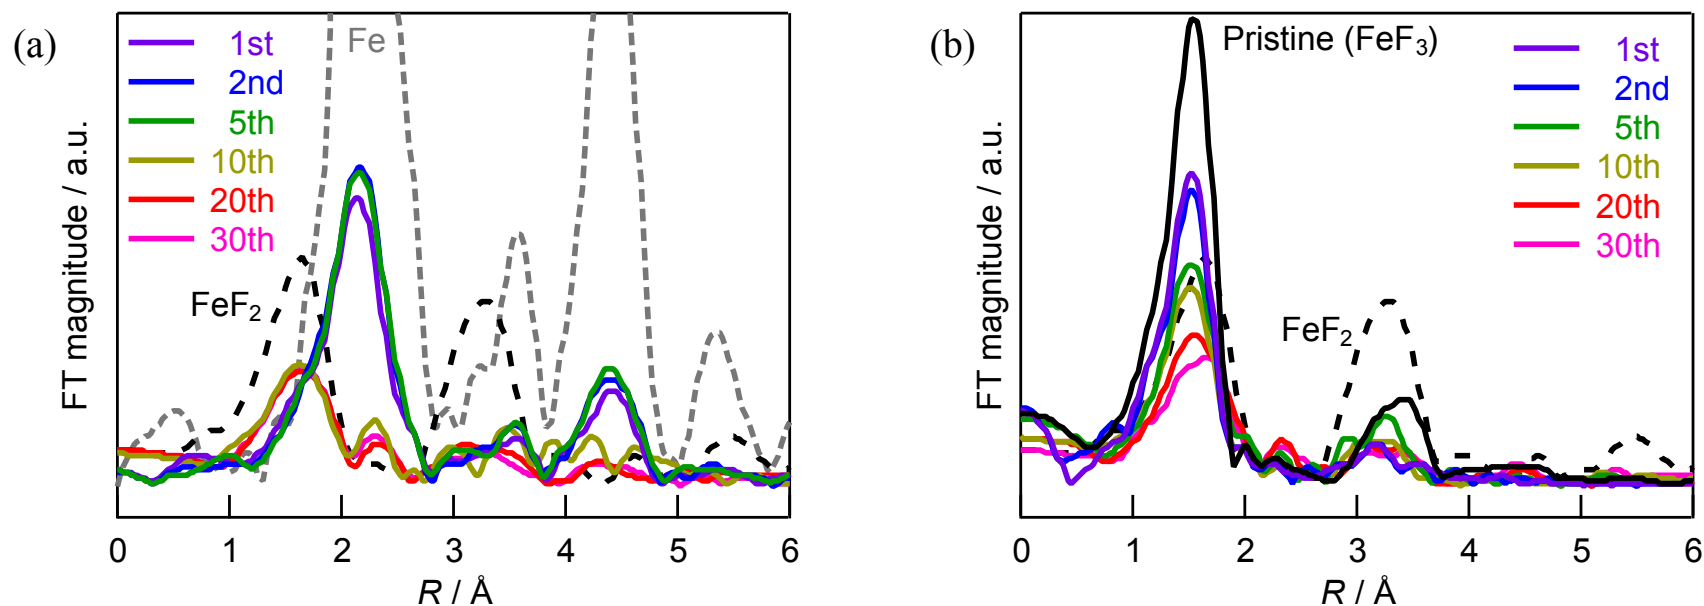 (a)
Fe
1st
2nd
5th
10th
20th
30th
FeF₂
FT magnitude / a.u.
0 1 2 3 4 5 6
R / Å
(b)
Pristine (FeF₃)
1st
2nd
5th
10th
20th
30th
FeF₂
FT magnitude / a.u.
0 1 2 3 4 5 6
R / Å